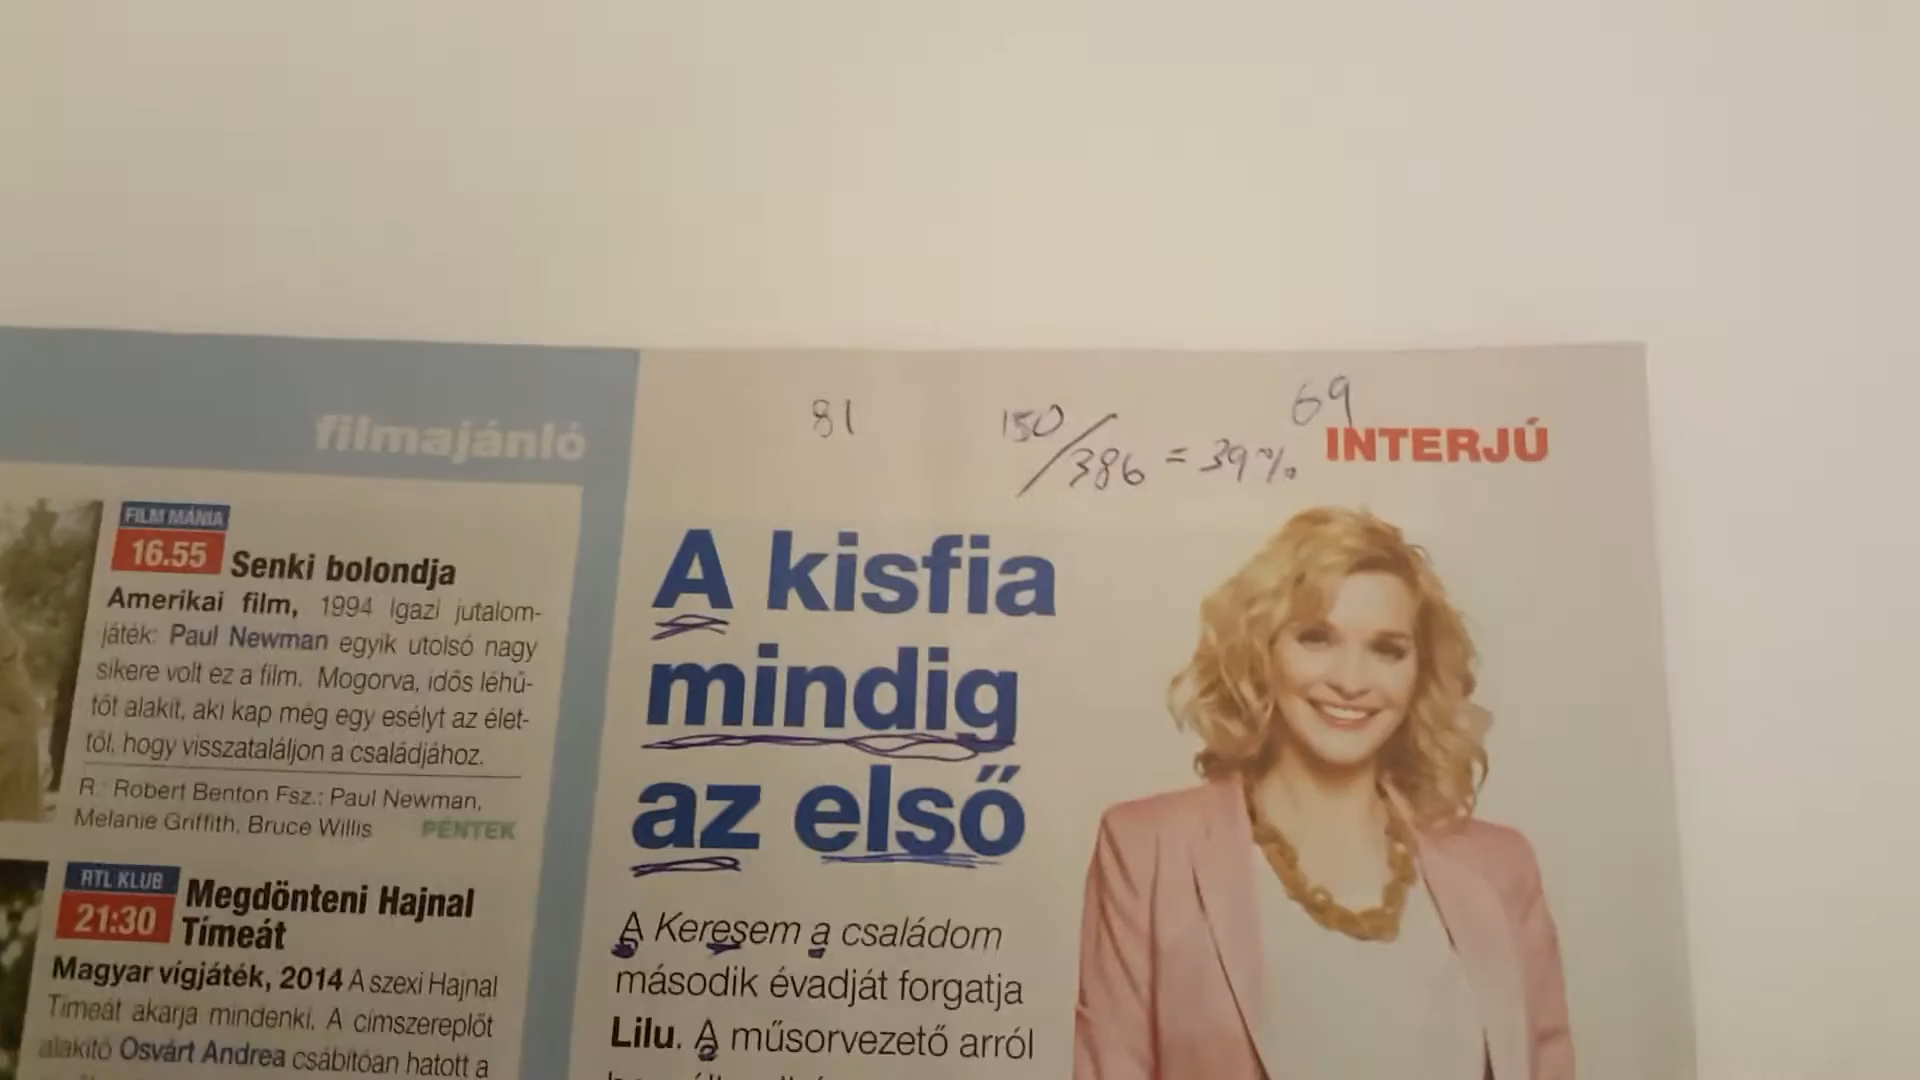 filmajánló
FILM MÁNIA
16.55 Senki bolondja
Amerikai film, 1994 Igazi jutalom-
játék: Paul Newman egyik utolsó nagy
sikere volt ez a film. Mogorva, idős léhű-
tőt alakít, aki kap még egy esélyt az élet-
től, hogy visszataláljon a családjához.
R.: Robert Benton Fsz.: Paul Newman,
Melanie Griffith, Bruce Willis PÉNTEK
RTL KLUB
21:30 Megdönteni Hajnal
Tímeát
Magyar vígjáték, 2014 A szexi Hajnal
Tímeát akarja mindenki. A címszereplőt
alakító Osvárt Andrea csábítóan hatott a
81
150/386 = 39%
69
INTERJÚ
A kisfia
mindig
az első
A Keresem a családom
második évadját forgatja
Lilu. A műsorvezető arról